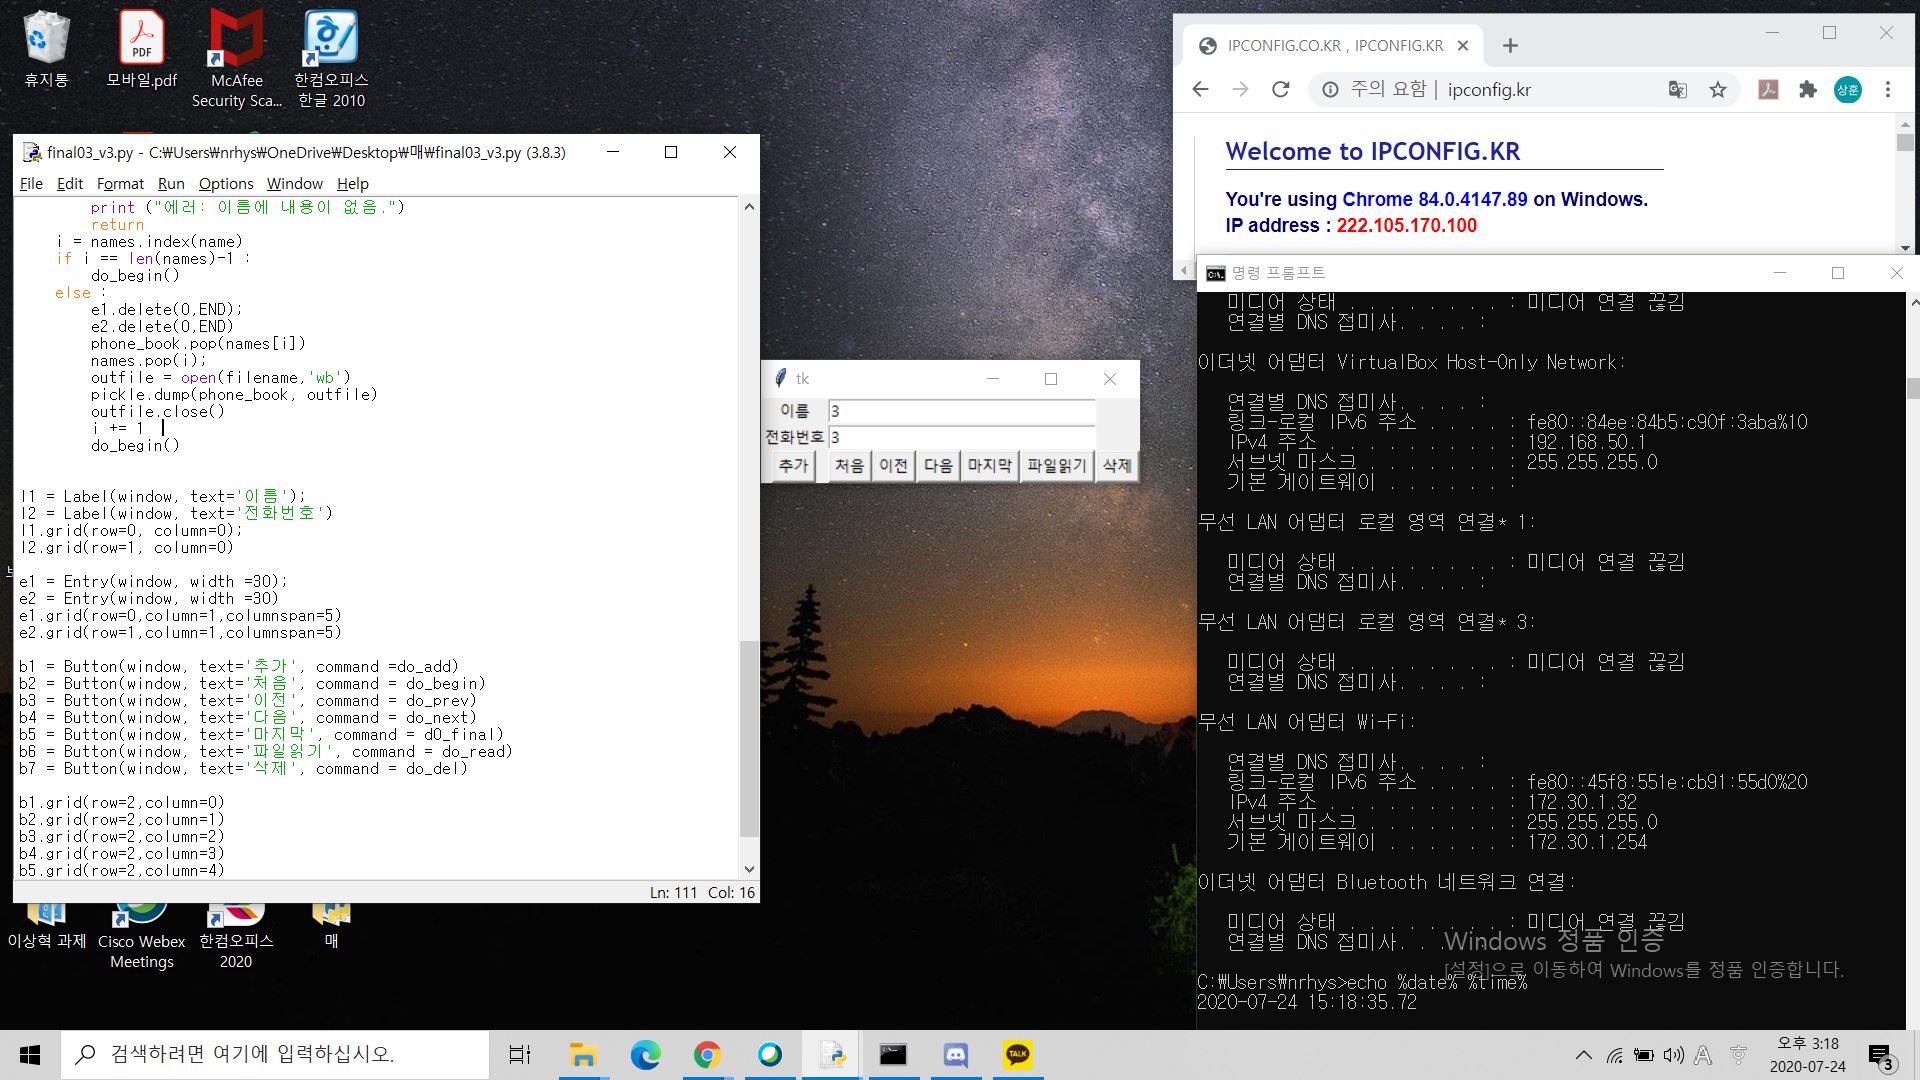 휴지통
PDF
모바일.pdf
McAfee
Security Sca...
한컴오피스
한글 2010
final03_v3.py - C:₩Users₩nrhys₩OneDrive₩Desktop₩매₩final03_v3.py (3.8.3)
File Edit Format Run Options Window Help
print ("에러: 이름에 내용이 없음.")
return
i = names.index(name)
if i == len(names)-1 :
do_begin()
else :
e1.delete(0,END);
e2.delete(0,END)
phone_book.pop(names[i])
names.pop(i);
outfile = open(filename,'wb')
pickle.dump(phone_book, outfile)
outfile.close()
i += 1
do_begin()
l1 = Label(window, text='이름');
l2 = Label(window, text='전화번호')
l1.grid(row=0, column=0);
l2.grid(row=1, column=0)
e1 = Entry(window, width =30);
e2 = Entry(window, width =30)
e1.grid(row=0,column=1,columnspan=5)
e2.grid(row=1,column=1,columnspan=5)
b1 = Button(window, text='추가', command =do_add)
b2 = Button(window, text='처음', command = do_begin)
b3 = Button(window, text='이전', command = do_prev)
b4 = Button(window, text='다음', command = do_next)
b5 = Button(window, text='마지막', command = d0_final)
b6 = Button(window, text='파일읽기', command = do_read)
b7 = Button(window, text='삭제', command = do_del)
b1.grid(row=2,column=0)
b2.grid(row=2,column=1)
b3.grid(row=2,column=2)
b4.grid(row=2,column=3)
b5.grid(row=2,column=4)
Ln: 111 Col: 16
이상혁 과제
Cisco Webex
Meetings
한컴오피스
2020
매
tk
이름 3
전화번호 3
추가 처음 이전 다음 마지막 파일읽기 삭제
IPCONFIG.CO.KR , IPCONFIG.KR
주의 요함 | ipconfig.kr
상훈
Welcome to IPCONFIG.KR
You're using Chrome 84.0.4147.89 on Windows.
IP address : 222.105.170.100
명령 프롬프트
미디어 상태 . . . . . . . . : 미디어 연결 끊김
연결별 DNS 접미사. . . . :
이더넷 어댑터 VirtualBox Host-Only Network:
연결별 DNS 접미사. . . . :
링크-로컬 IPv6 주소 . . . . : fe80::84ee:84b5:c90f:3aba%10
IPv4 주소 . . . . . . . . . : 192.168.50.1
서브넷 마스크 . . . . . . . : 255.255.255.0
기본 게이트웨이 . . . . . . :
무선 LAN 어댑터 로컬 영역 연결* 1:
미디어 상태 . . . . . . . . : 미디어 연결 끊김
연결별 DNS 접미사. . . . :
무선 LAN 어댑터 로컬 영역 연결* 3:
미디어 상태 . . . . . . . . : 미디어 연결 끊김
연결별 DNS 접미사. . . . :
무선 LAN 어댑터 Wi-Fi:
연결별 DNS 접미사. . . . :
링크-로컬 IPv6 주소 . . . . : fe80::45f8:551e:cb91:55d0%20
IPv4 주소 . . . . . . . . . : 172.30.1.32
서브넷 마스크 . . . . . . . : 255.255.255.0
기본 게이트웨이 . . . . . . : 172.30.1.254
이더넷 어댑터 Bluetooth 네트워크 연결:
미디어 상태 . . . . . . . . : 미디어 연결 끊김
연결별 DNS 접미사. . . .
Windows 정품 인증
[설정]으로 이동하여 Windows를 정품 인증합니다.
C:₩Users₩nrhys>echo %date% %time%
2020-07-24 15:18:35.72
검색하려면 여기에 입력하십시오.
TALK
A
오후 3:18
2020-07-24
3